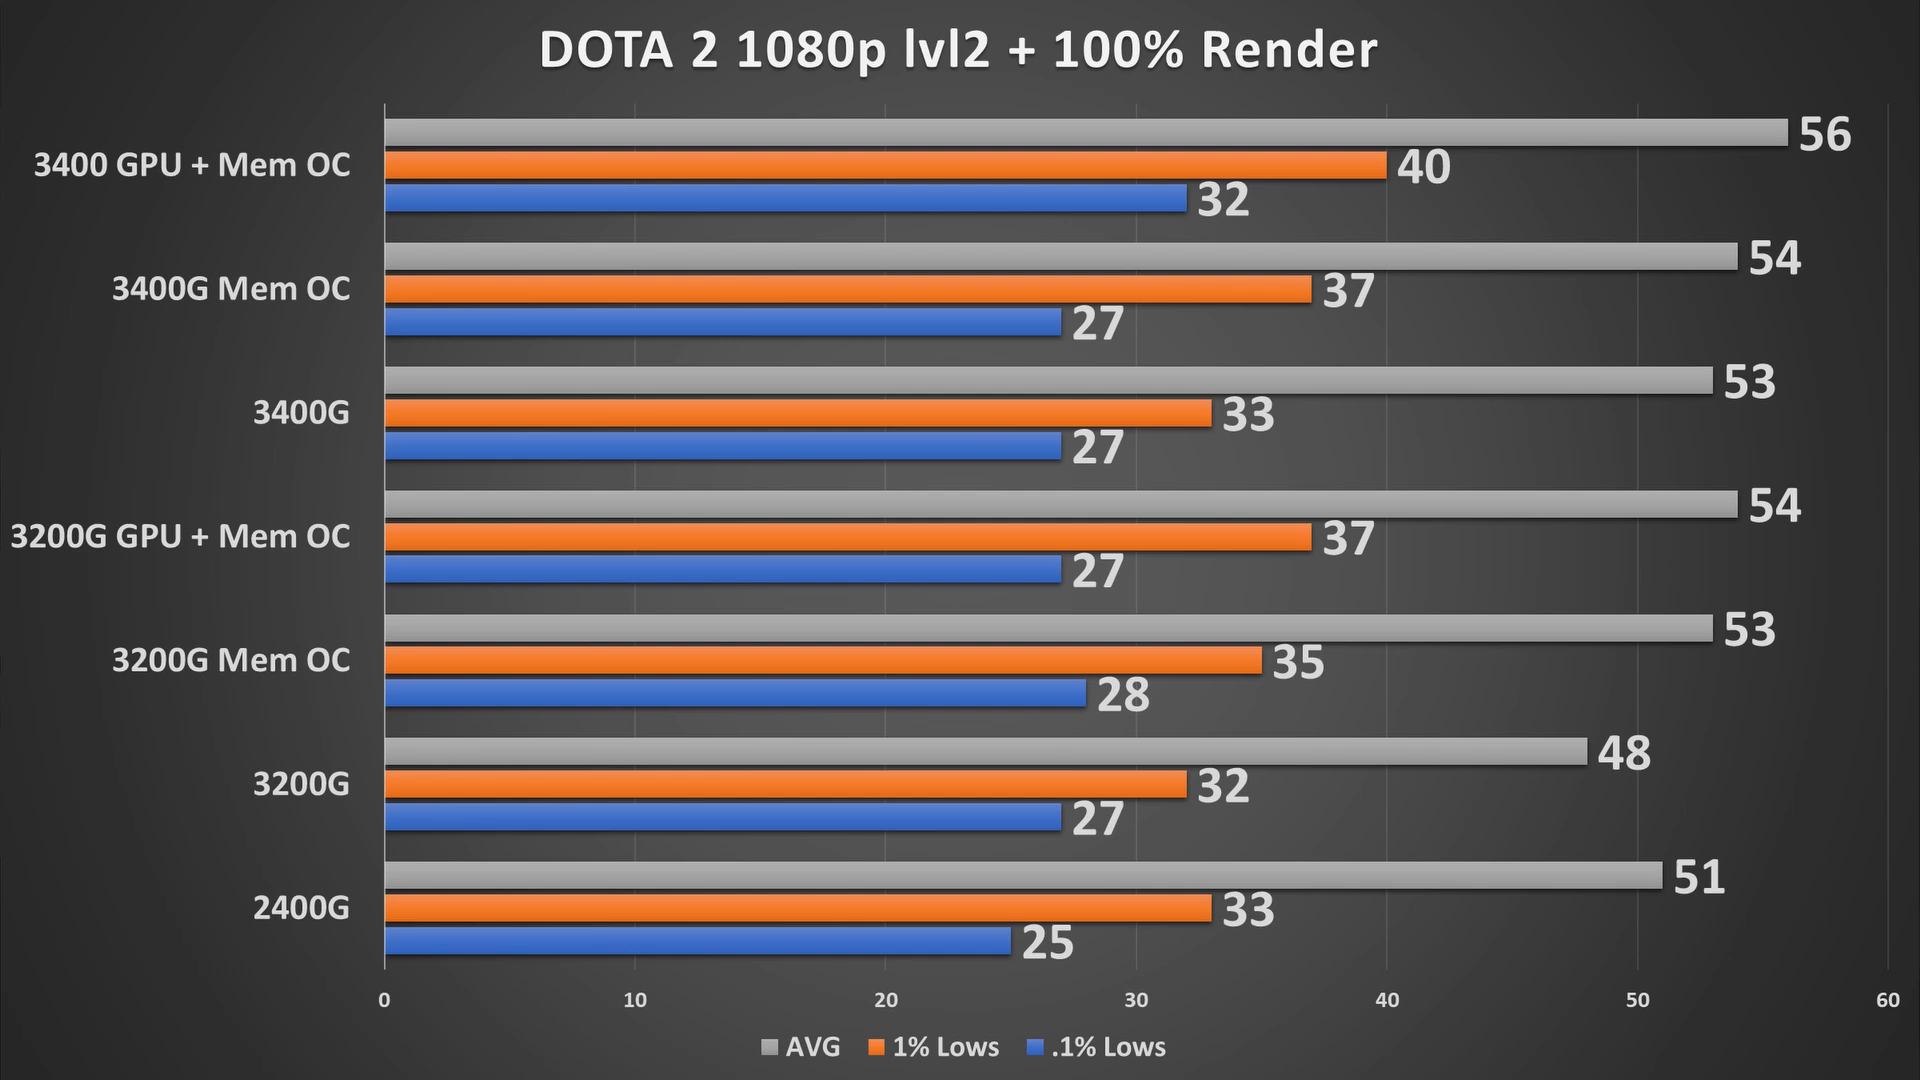 DOTA 2 1080p lvl2 + 100% Render
3400 GPU + Mem OC
56
40
32
3400G Mem OC
54
37
27
3400G
53
33
27
3200G GPU + Mem OC
54
37
27
3200G Mem OC
53
35
28
3200G
48
32
27
2400G
51
33
25
0 10 20 30 40 50 60
AVG 1% Lows .1% Lows